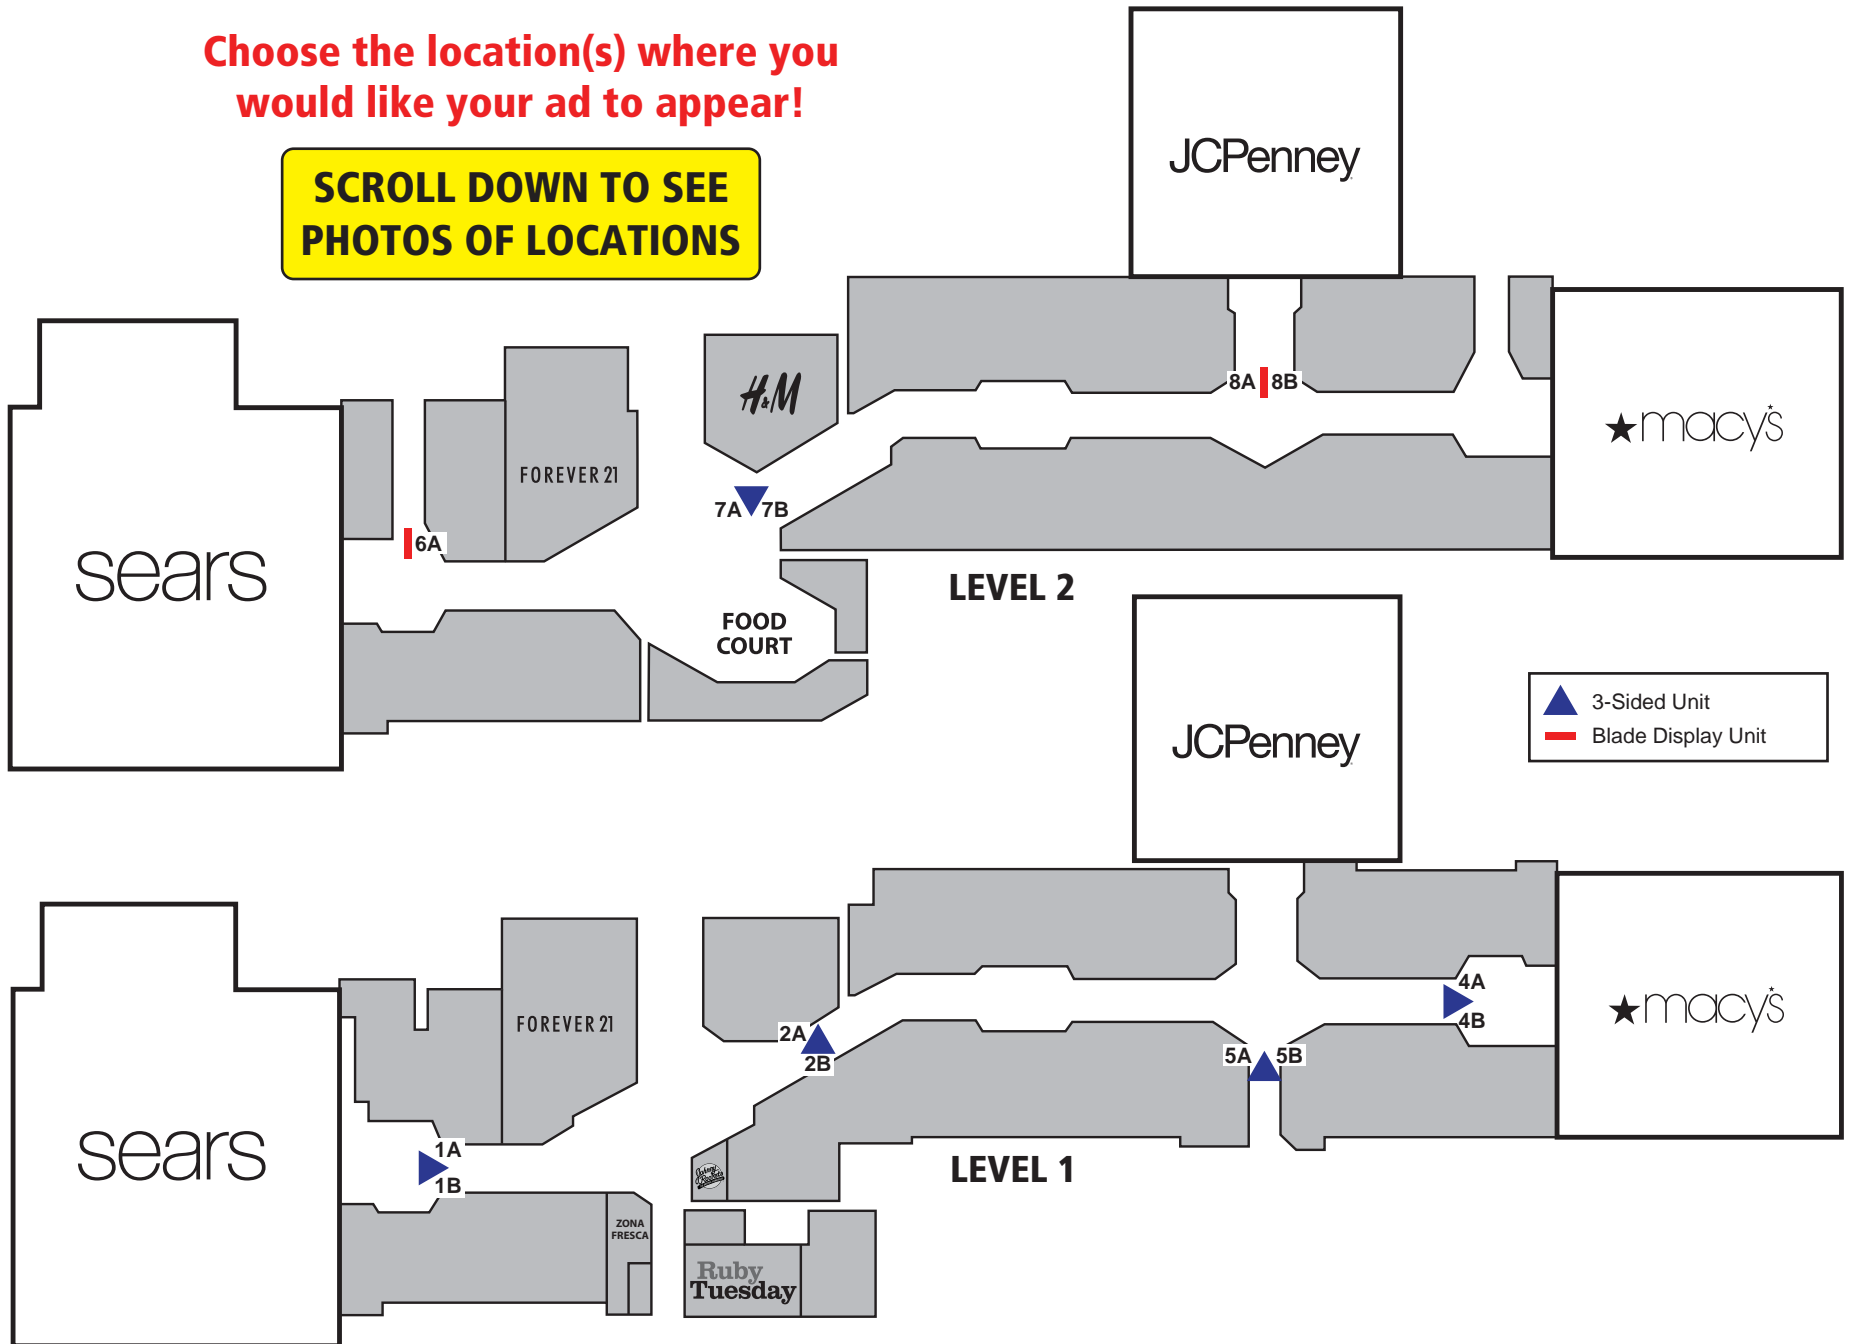 Choose the location(s) where you
would like your ad to appear!
SCROLL DOWN TO SEE
PHOTOS OF LOCATIONS
JCPenney
H&M
8A 8B
★macy's
FOREVER 21
7A 7B
6A
sears
LEVEL 2
FOOD
COURT
3-Sided Unit
Blade Display Unit
JCPenney
4A
★macy's
FOREVER 21
2A
4B
2B
5A 5B
1A
sears
LEVEL 1
Johnny
Rockets
1B
ZONA
FRESCA
Ruby
Tuesday